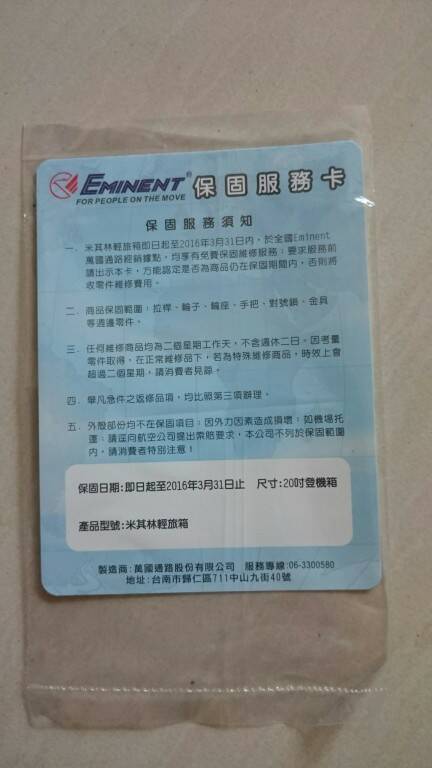 EMINENT® 保固服務卡
FOR PEOPLE ON THE MOVE
保固服務須知
一. 米其林輕旅箱即日起至2016年3月31日內, 於全國Eminent
萬國通路經銷據點, 均享有免費保固維修服務; 要求服務前
請出示本卡, 方能認定是否為商品仍在保固期間內, 否則將
收零件維修費用。
二. 商品保固範圍: 拉桿、輪子、輪座、手把、對號鎖、金具
等週邊零件。
三. 任何維修商品均為二個星期工作天, 不含週休二日。因考量
零件取得, 在正常維修品下, 若為特殊維修商品, 時效上會
超過二個星期, 請消費者見諒。
四. 舉凡急件之返修品項, 均比照第三項辦理。
五. 外殼部份均不在保固項目; 因外力因素造成損壞: 如機場托
運; 請逕向航空公司提出索賠要求, 本公司不列於保固範圍
內, 請消費者特別注意!
保固日期:即日起至2016年3月31日止 尺寸:20吋登機箱
產品型號:米其林輕旅箱
製造商:萬國通路股份有限公司 服務專線:06-3300580
地址:台南市歸仁區711中山九街40號